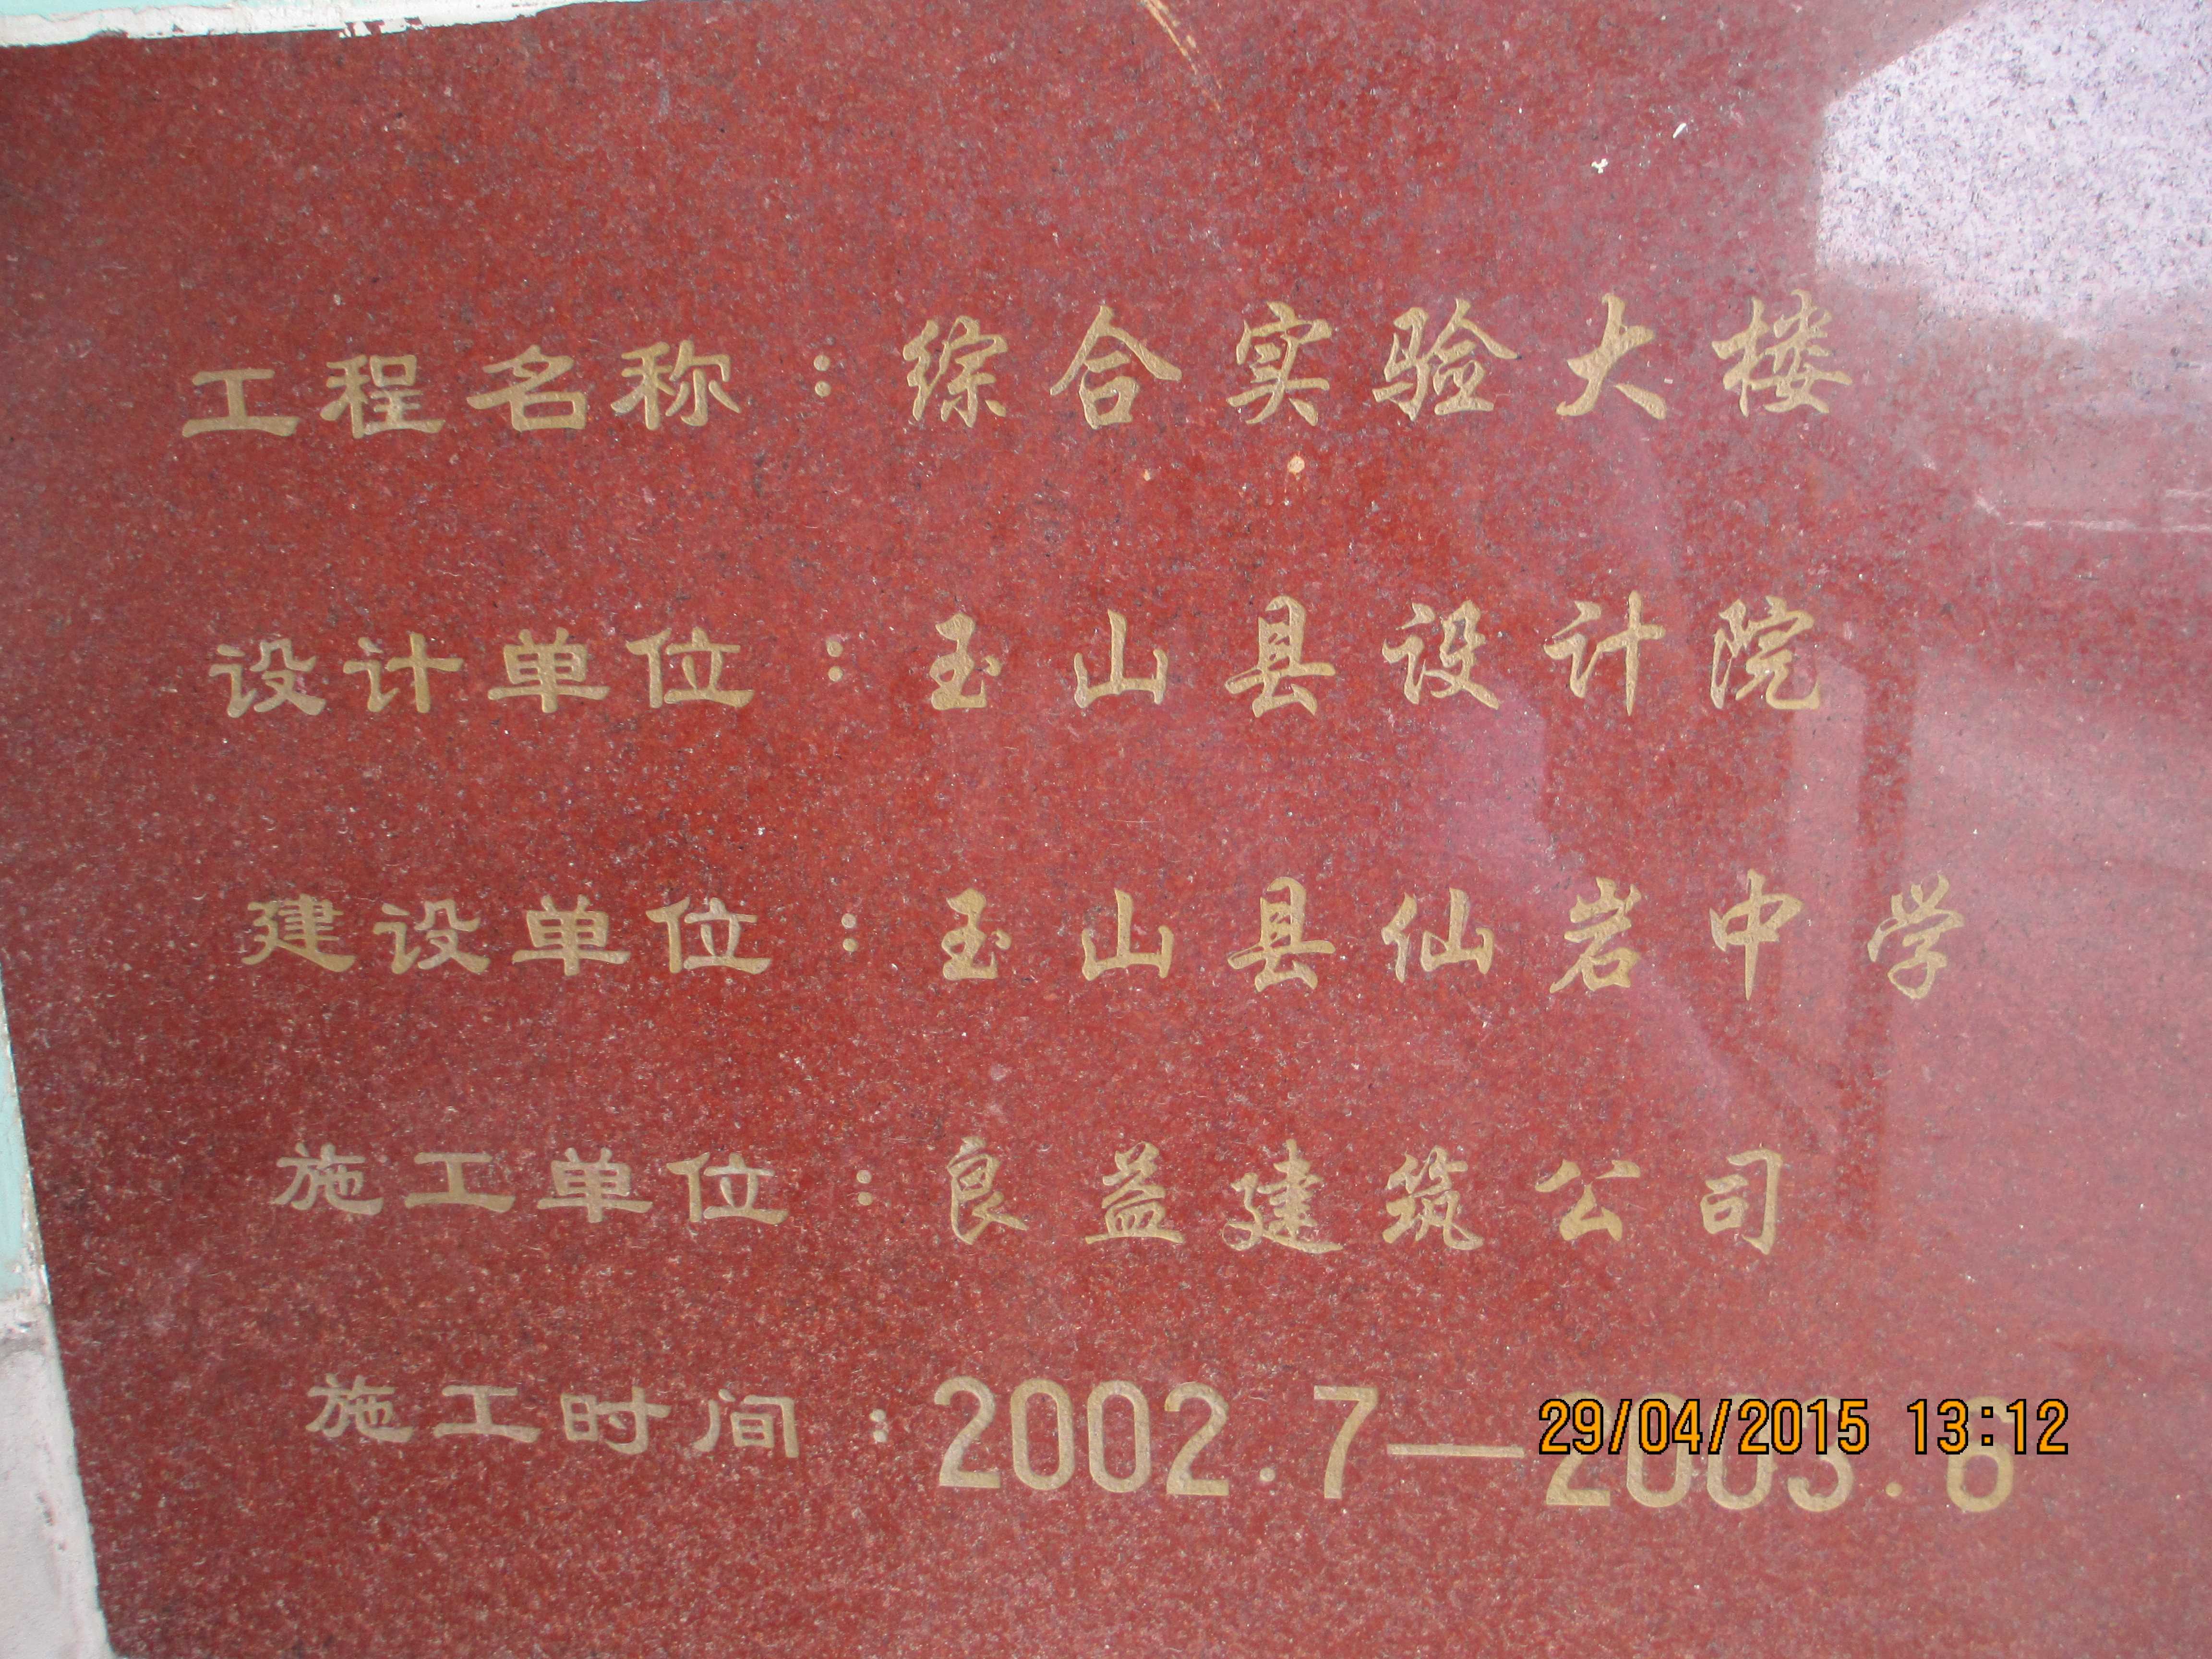 工程名称：综合实验大楼
设计单位：玉山县设计院
建设单位：玉山县仙岩中学
施工单位：良益建筑公司
施工时间：2002.7—2003.6
29/04/2015 13:12